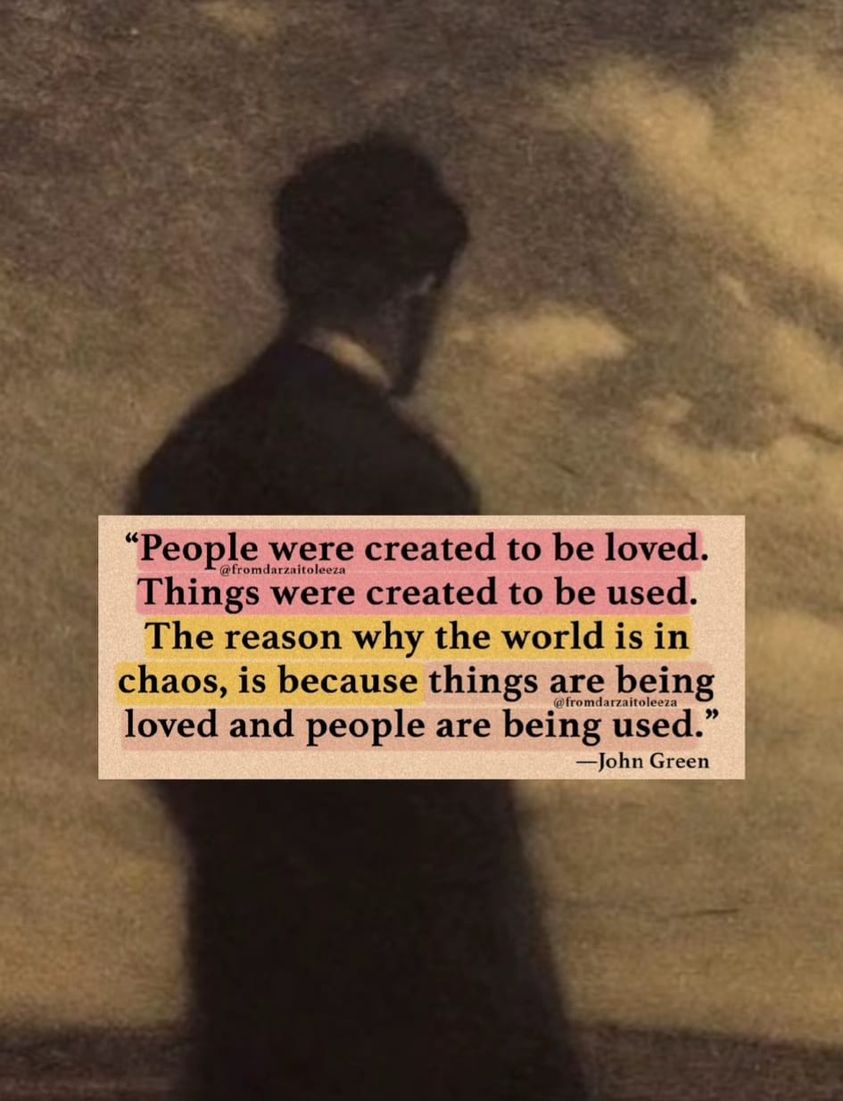 “People were created to be loved.
@fromdarzaitoleeza
Things were created to be used.
The reason why the world is in
chaos, is because things are being
@fromdarzaitoleeza
loved and people are being used.”
—John Green